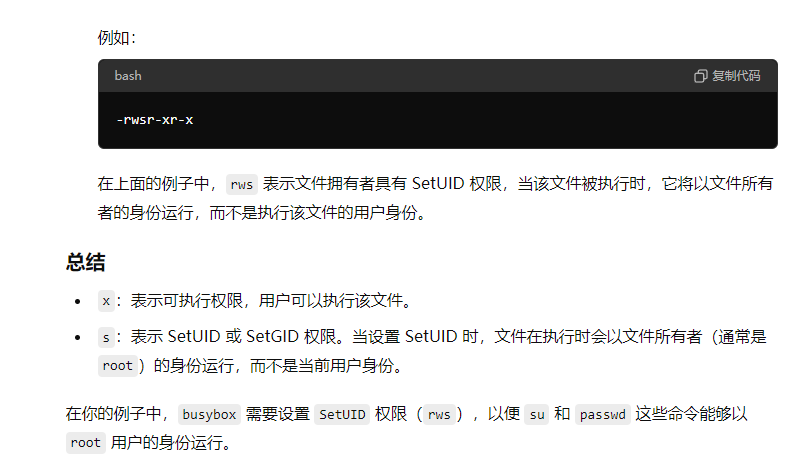 例如：
bash
复制代码
-rwsr-xr-x
在上面的例子中，rws 表示文件拥有者具有 SetUID 权限，当该文件被执行时，它将以文件所有
者的身份运行，而不是执行该文件的用户身份。
总结
• x：表示可执行权限，用户可以执行该文件。
• s：表示 SetUID 或 SetGID 权限。当设置 SetUID 时，文件在执行时会以文件所有者（通常是
root）的身份运行，而不是当前用户身份。
在你的例子中，busybox 需要设置 SetUID 权限（rws），以便 su 和 passwd 这些命令能够以
root 用户的身份运行。